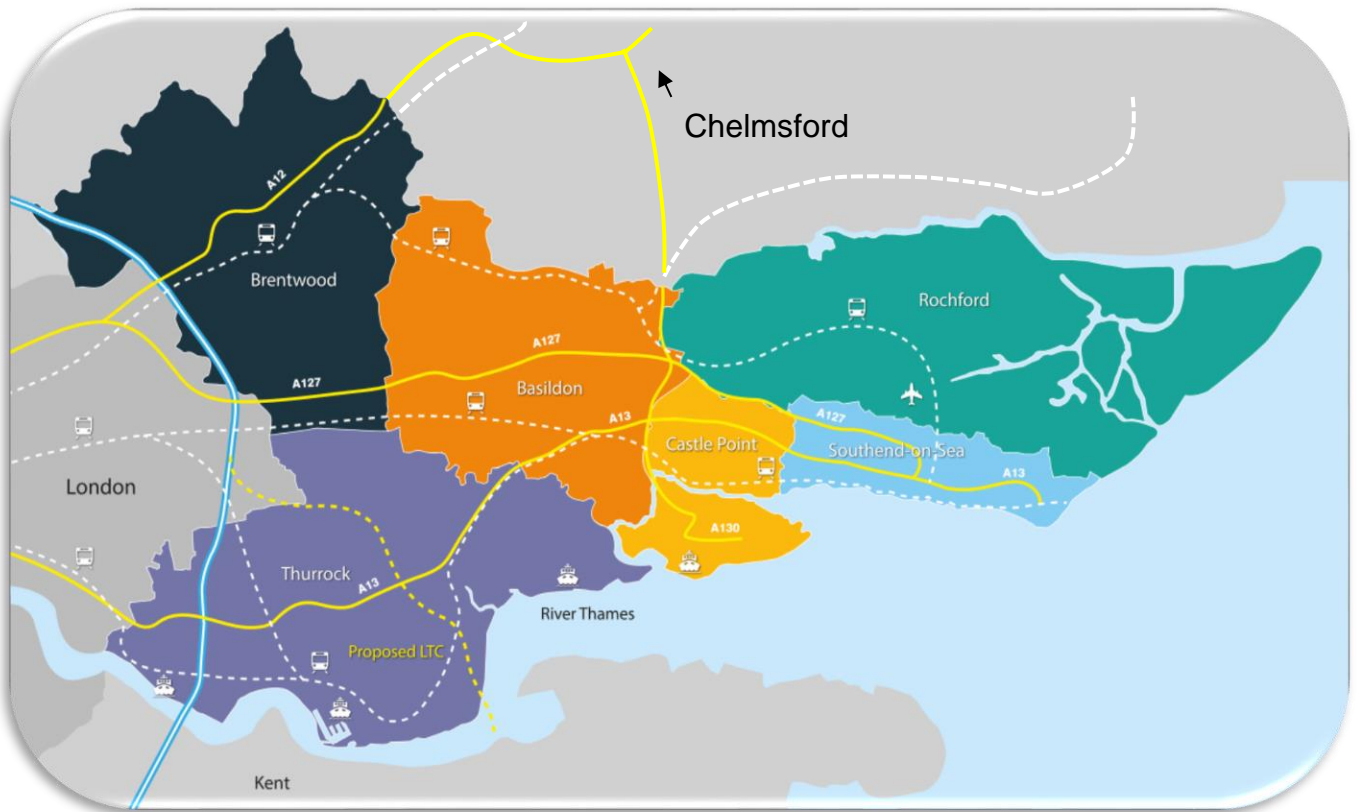 Chelmsford
A12
Brentwood
Rochford
A127
A127
Basildon
A13
A127
Castle Point
Southend-on-Sea
A13
London
A130
Thurrock
A13
River Thames
Proposed LTC
Kent